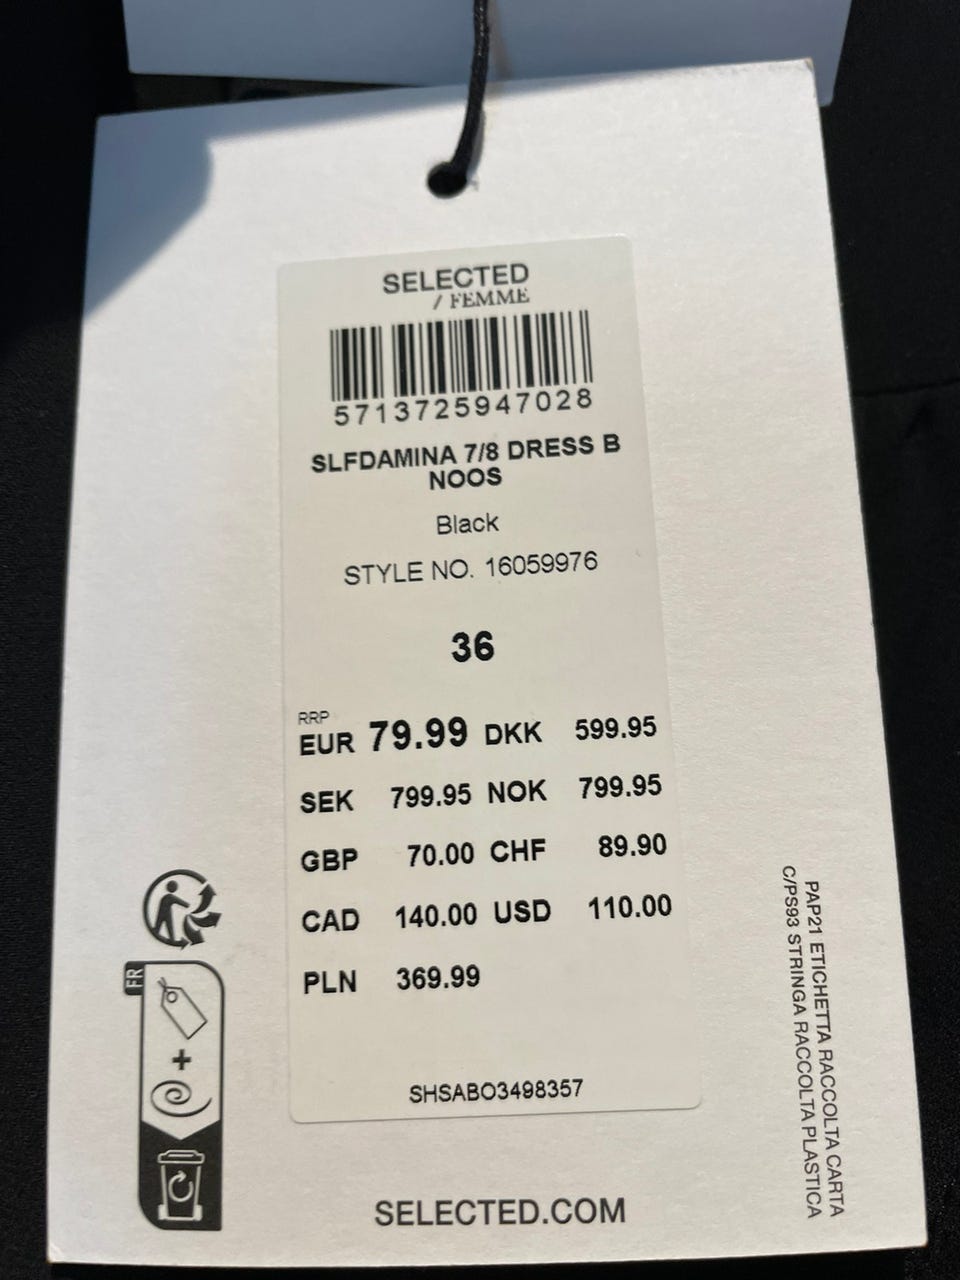 SELECTED
/ FEMME
5713725947028
SLFDAMINA 7/8 DRESS B
NOOS
Black
STYLE NO. 16059976
36
RRP
EUR 79.99 DKK 599.95
SEK 799.95 NOK 799.95
GBP 70.00 CHF 89.90
CAD 140.00 USD 110.00
PLN 369.99
SHSABO3498357
FR
+
PAP21 ETICHETTA RACCOLTA CARTA
C/PS93 STRINGA RACCOLTA PLASTICA
SELECTED.COM